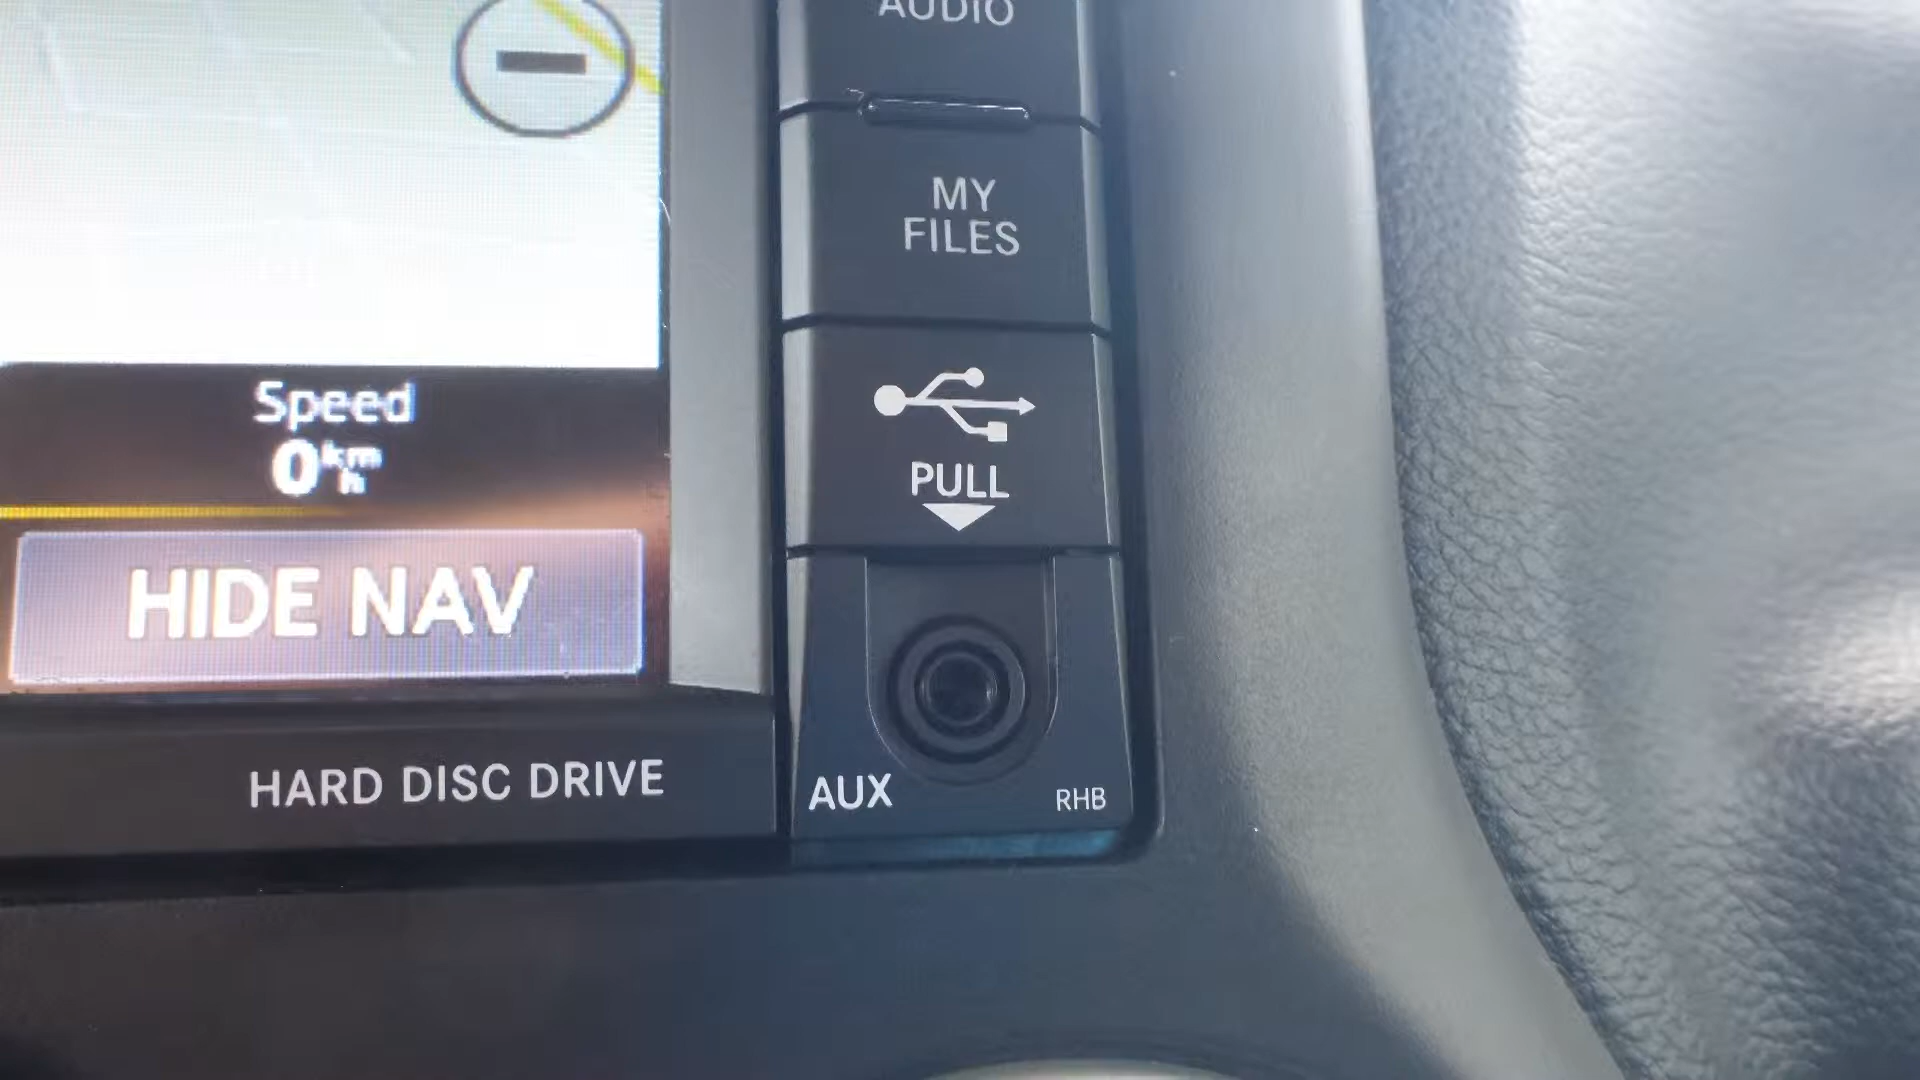 AUDIO
MY
FILES
Speed
0 km/h
PULL
HIDE NAV
HARD DISC DRIVE
AUX
RHB